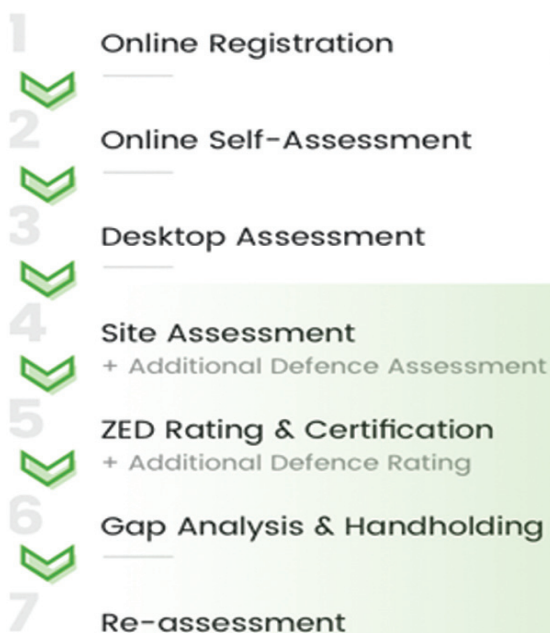 1
Online Registration
2
Online Self-Assessment
3
Desktop Assessment
4
Site Assessment
+ Additional Defence Assessment
5
ZED Rating & Certification
+ Additional Defence Rating
6
Gap Analysis & Handholding
7
Re-assessment